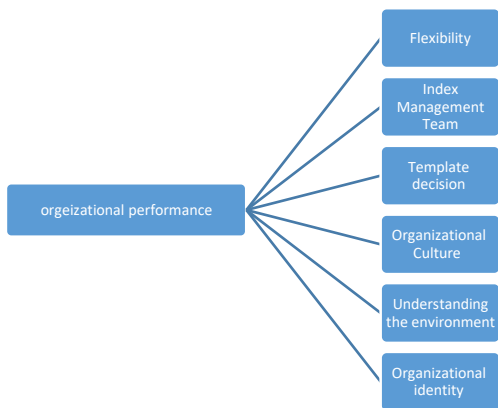 Flexibility
Index
Management
Team
Template
decision
orgeizational performance
Organizational
Culture
Understanding
the environment
Organizational
identity